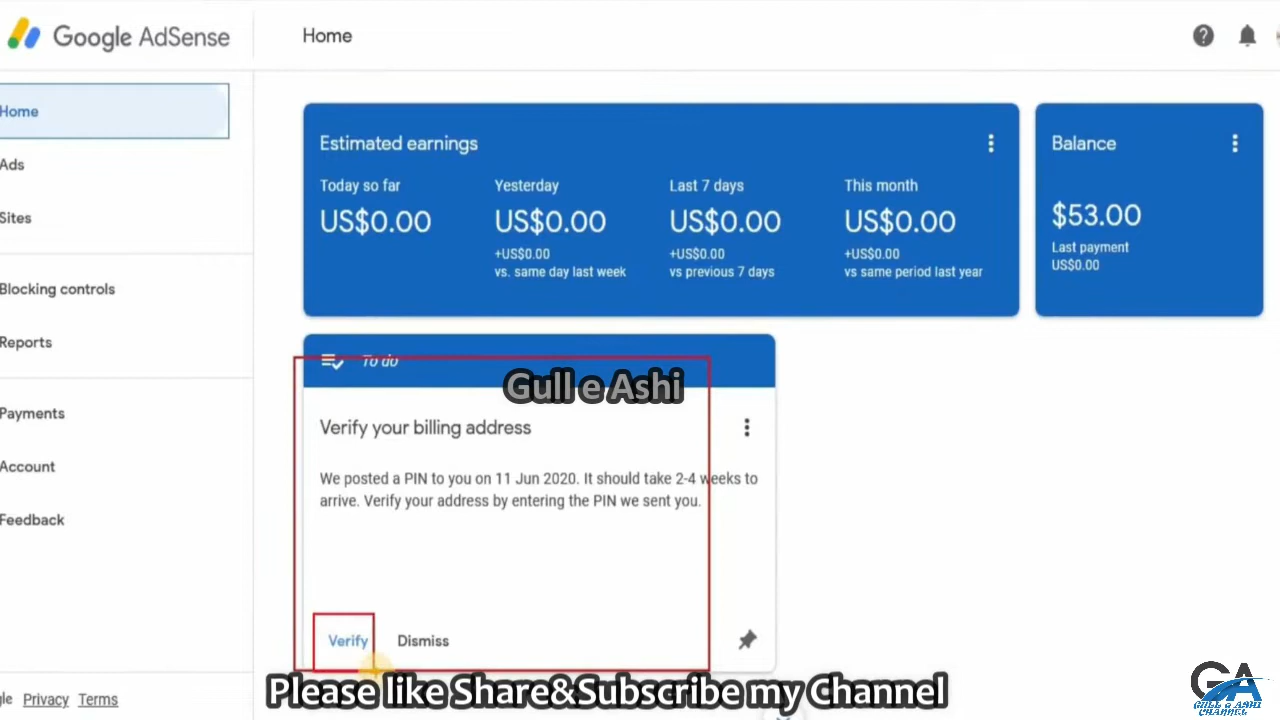 Google AdSense
Home
Home
Ads
Sites
Blocking controls
Reports
Payments
Account
Feedback
Privacy Terms
Estimated earnings
Today so far
US$0.00
Yesterday
US$0.00
+US$0.00
vs. same day last week
Last 7 days
US$0.00
+US$0.00
vs previous 7 days
This month
US$0.00
+US$0.00
vs same period last year
Balance
$53.00
Last payment
US$0.00
To do
Gull e Ashi
Verify your billing address
We posted a PIN to you on 11 Jun 2020. It should take 2-4 weeks to
arrive. Verify your address by entering the PIN we sent you.
Verify Dismiss
Please like Share&Subscribe my Channel
GA
GULL E ASHI
CHANNEL